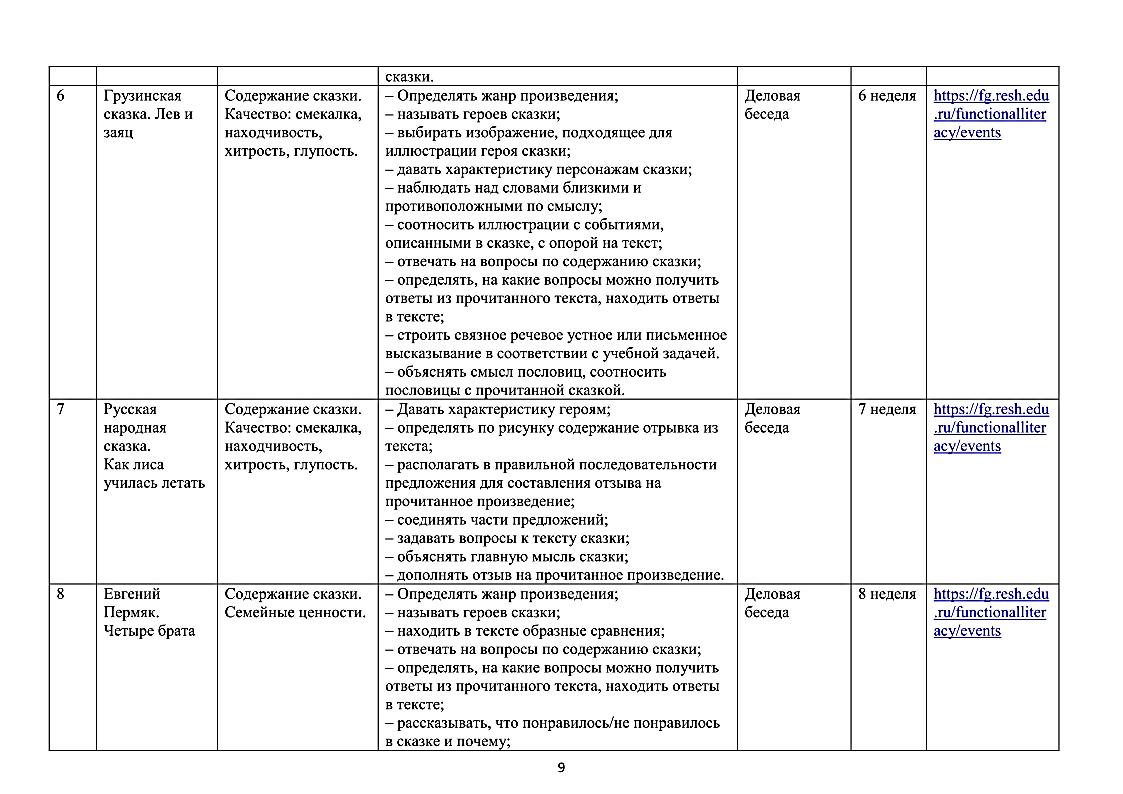 сказки.
6
Грузинская
сказка. Лев и
заяц
Содержание сказки.
Качество: смекалка,
находчивость,
хитрость, глупость.
– Определять жанр произведения;
– называть героев сказки;
– выбирать изображение, подходящее для
иллюстрации героя сказки;
– давать характеристику персонажам сказки;
– наблюдать над словами близкими и
противоположными по смыслу;
– соотносить иллюстрации с событиями,
описанными в сказке, с опорой на текст;
– отвечать на вопросы по содержанию сказки;
– определять, на какие вопросы можно получить
ответы из прочитанного текста, находить ответы
в тексте;
– строить связное речевое устное или письменное
высказывание в соответствии с учебной задачей.
– объяснять смысл пословиц, соотносить
пословицы с прочитанной сказкой.
Деловая
беседа
6 неделя
https://fg.resh.edu
.ru/functionalliter
acy/events
7
Русская
народная
сказка.
Как лиса
училась летать
Содержание сказки.
Качество: смекалка,
находчивость,
хитрость, глупость.
– Давать характеристику героям;
– определять по рисунку содержание отрывка из
текста;
– располагать в правильной последовательности
предложения для составления отзыва на
прочитанное произведение;
– соединять части предложений;
– задавать вопросы к тексту сказки;
– объяснять главную мысль сказки;
– дополнять отзыв на прочитанное произведение.
Деловая
беседа
7 неделя
https://fg.resh.edu
.ru/functionalliter
acy/events
8
Евгений
Пермяк.
Четыре брата
Содержание сказки.
Семейные ценности.
– Определять жанр произведения;
– называть героев сказки;
– находить в тексте образные сравнения;
– отвечать на вопросы по содержанию сказки;
– определять, на какие вопросы можно получить
ответы из прочитанного текста, находить ответы
в тексте;
– рассказывать, что понравилось/не понравилось
в сказке и почему;
Деловая
беседа
8 неделя
https://fg.resh.edu
.ru/functionalliter
acy/events
9